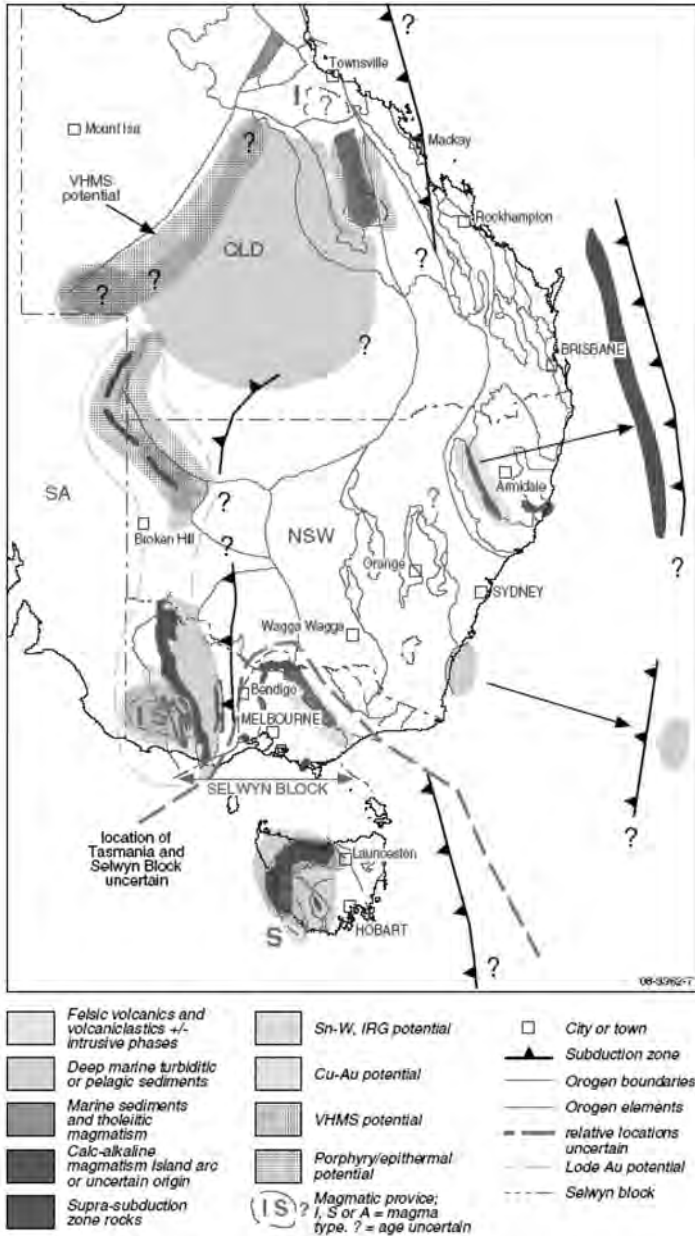 ?
Townsville
I
?
Mount Isa
?
Mackay
VHMS
potential
Rockhampton
QLD
?
?
?
?
?
BRISBANE
SA
Armidale
?
?
NSW
Broken Hill
?
?
Orange
SYDNEY
Wagga Wagga
Bendigo
I S
MELBOURNE
SELWYN BLOCK
?
location of
Tasmania and
Selwyn Block
uncertain
Launceston
S
HOBART
?
08-3362-7
Felsic volcanics and
volcaniclastics +/-
intrusive phases
Deep marine turbiditic
or pelagic sediments
Marine sediments
and tholeiitic
magmatism
Calc-alkaline
magmatism Island arc
or uncertain origin
Supra-subduction
zone rocks
Sn-W, IRG potential
Cu-Au potential
VHMS potential
Porphyry/epithermal
potential
I S ? Magmatic provice;
I, S or A = magma
type. ? = age uncertain
City or town
Subduction zone
Orogen boundaries
Orogen elements
relative locations
uncertain
Lode Au potential
Selwyn block